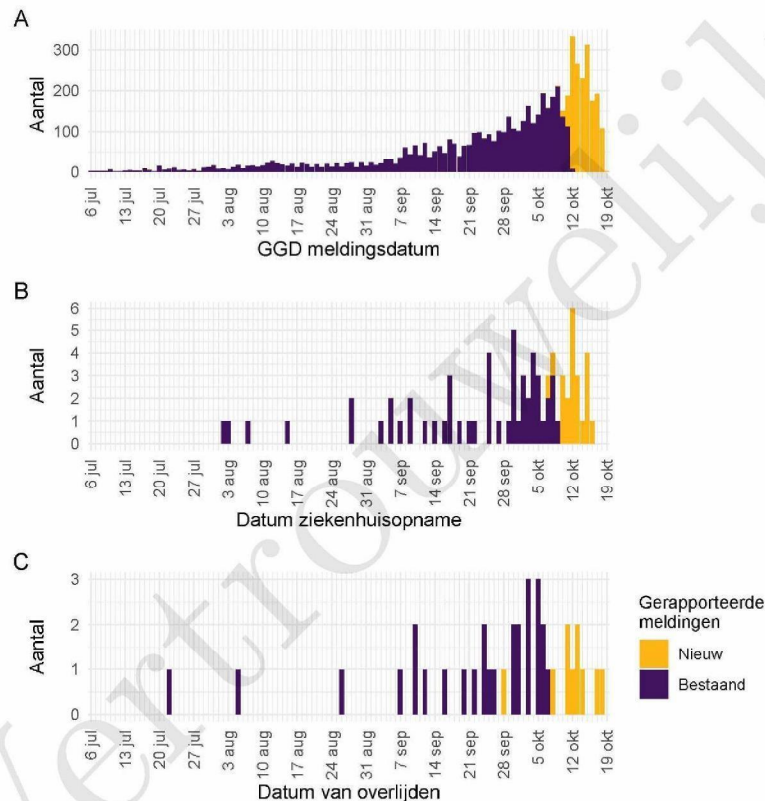 A
Aantal
300
200
100
0
6 jul
13 jul
20 jul
27 jul
3 aug
10 aug
17 aug
24 aug
31 aug
7 sep
14 sep
21 sep
28 sep
5 okt
12 okt
19 okt
GGD meldingsdatum
B
Aantal
6
5
4
3
2
1
0
6 jul
13 jul
20 jul
27 jul
3 aug
10 aug
17 aug
24 aug
31 aug
7 sep
14 sep
21 sep
28 sep
5 okt
12 okt
19 okt
Datum ziekenhuisopname
C
Aantal
3
2
1
0
6 jul
13 jul
20 jul
27 jul
3 aug
10 aug
17 aug
24 aug
31 aug
7 sep
14 sep
21 sep
28 sep
5 okt
12 okt
19 okt
Datum van overlijden
Gerapporteerde
meldingen
Nieuw
Bestaand
Vertrouwelijk